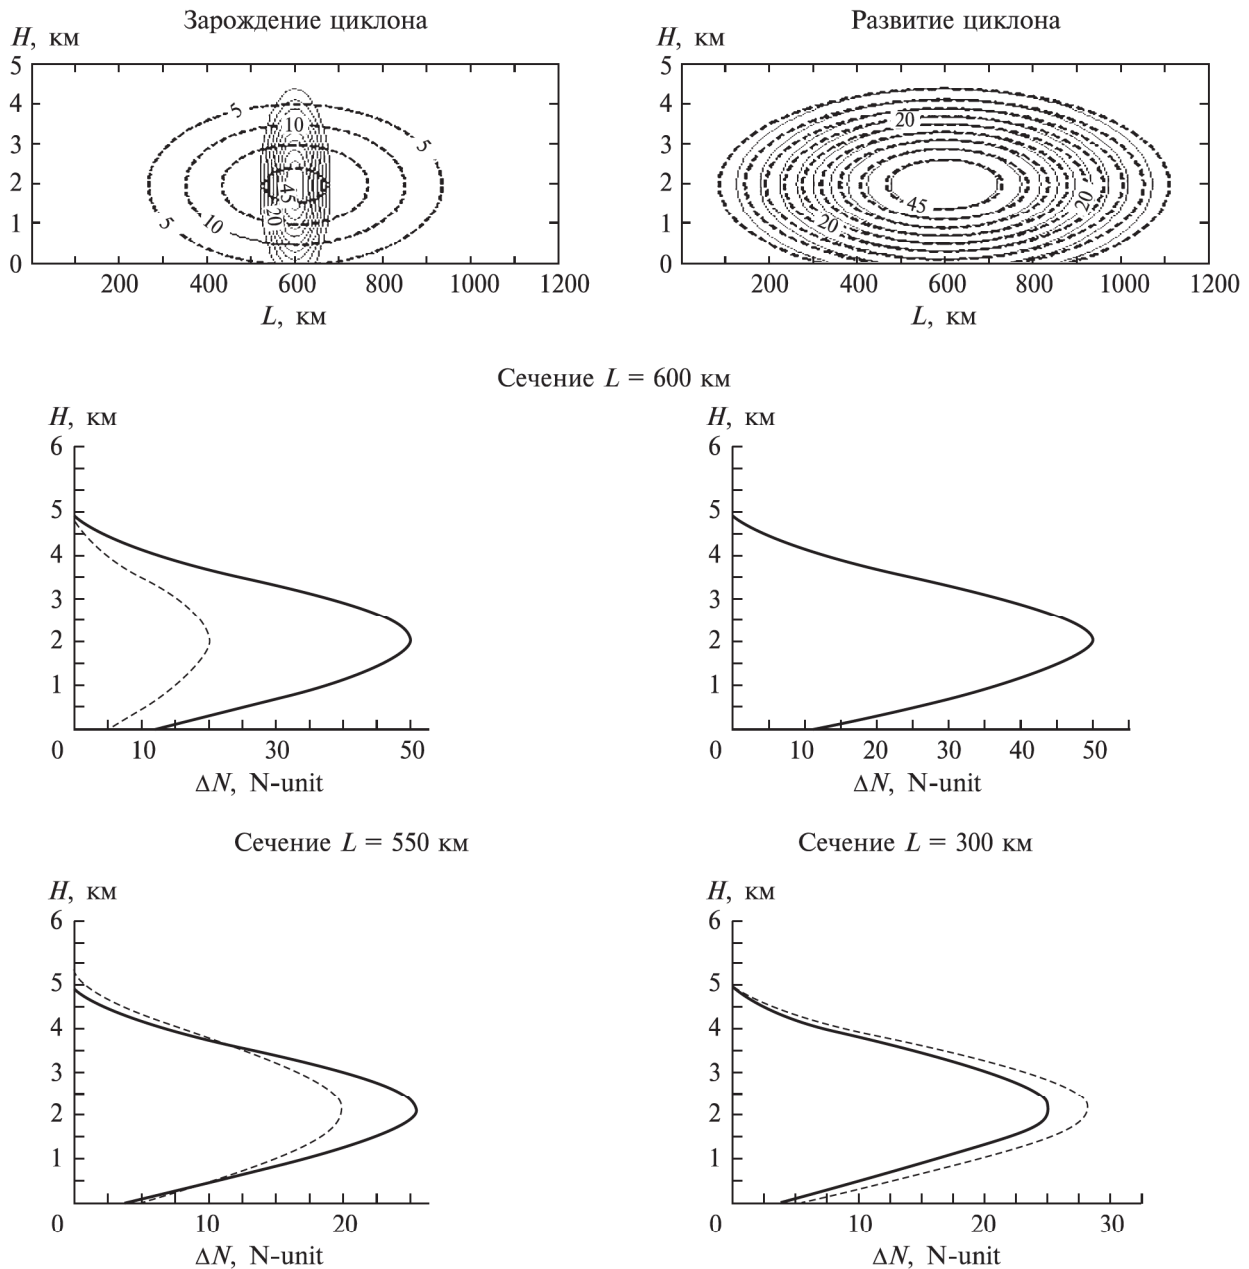 Зарождение циклона
H, км
5
4
3
2
1
0
5
10
5
45
20
10
5
200 400 600 800 1000 1200
L, км
Развитие циклона
H, км
5
4
3
2
1
0
20
45
20
20
200 400 600 800 1000 1200
L, км
Сечение L = 600 км
H, км
6
5
4
3
2
1
0 10 30 50
ΔN, N-unit
H, км
6
5
4
3
2
1
0 10 20 30 40 50
ΔN, N-unit
Сечение L = 550 км
H, км
6
5
4
3
2
1
0 10 20
ΔN, N-unit
Сечение L = 300 км
H, км
6
5
4
3
2
1
0 10 20 30
ΔN, N-unit